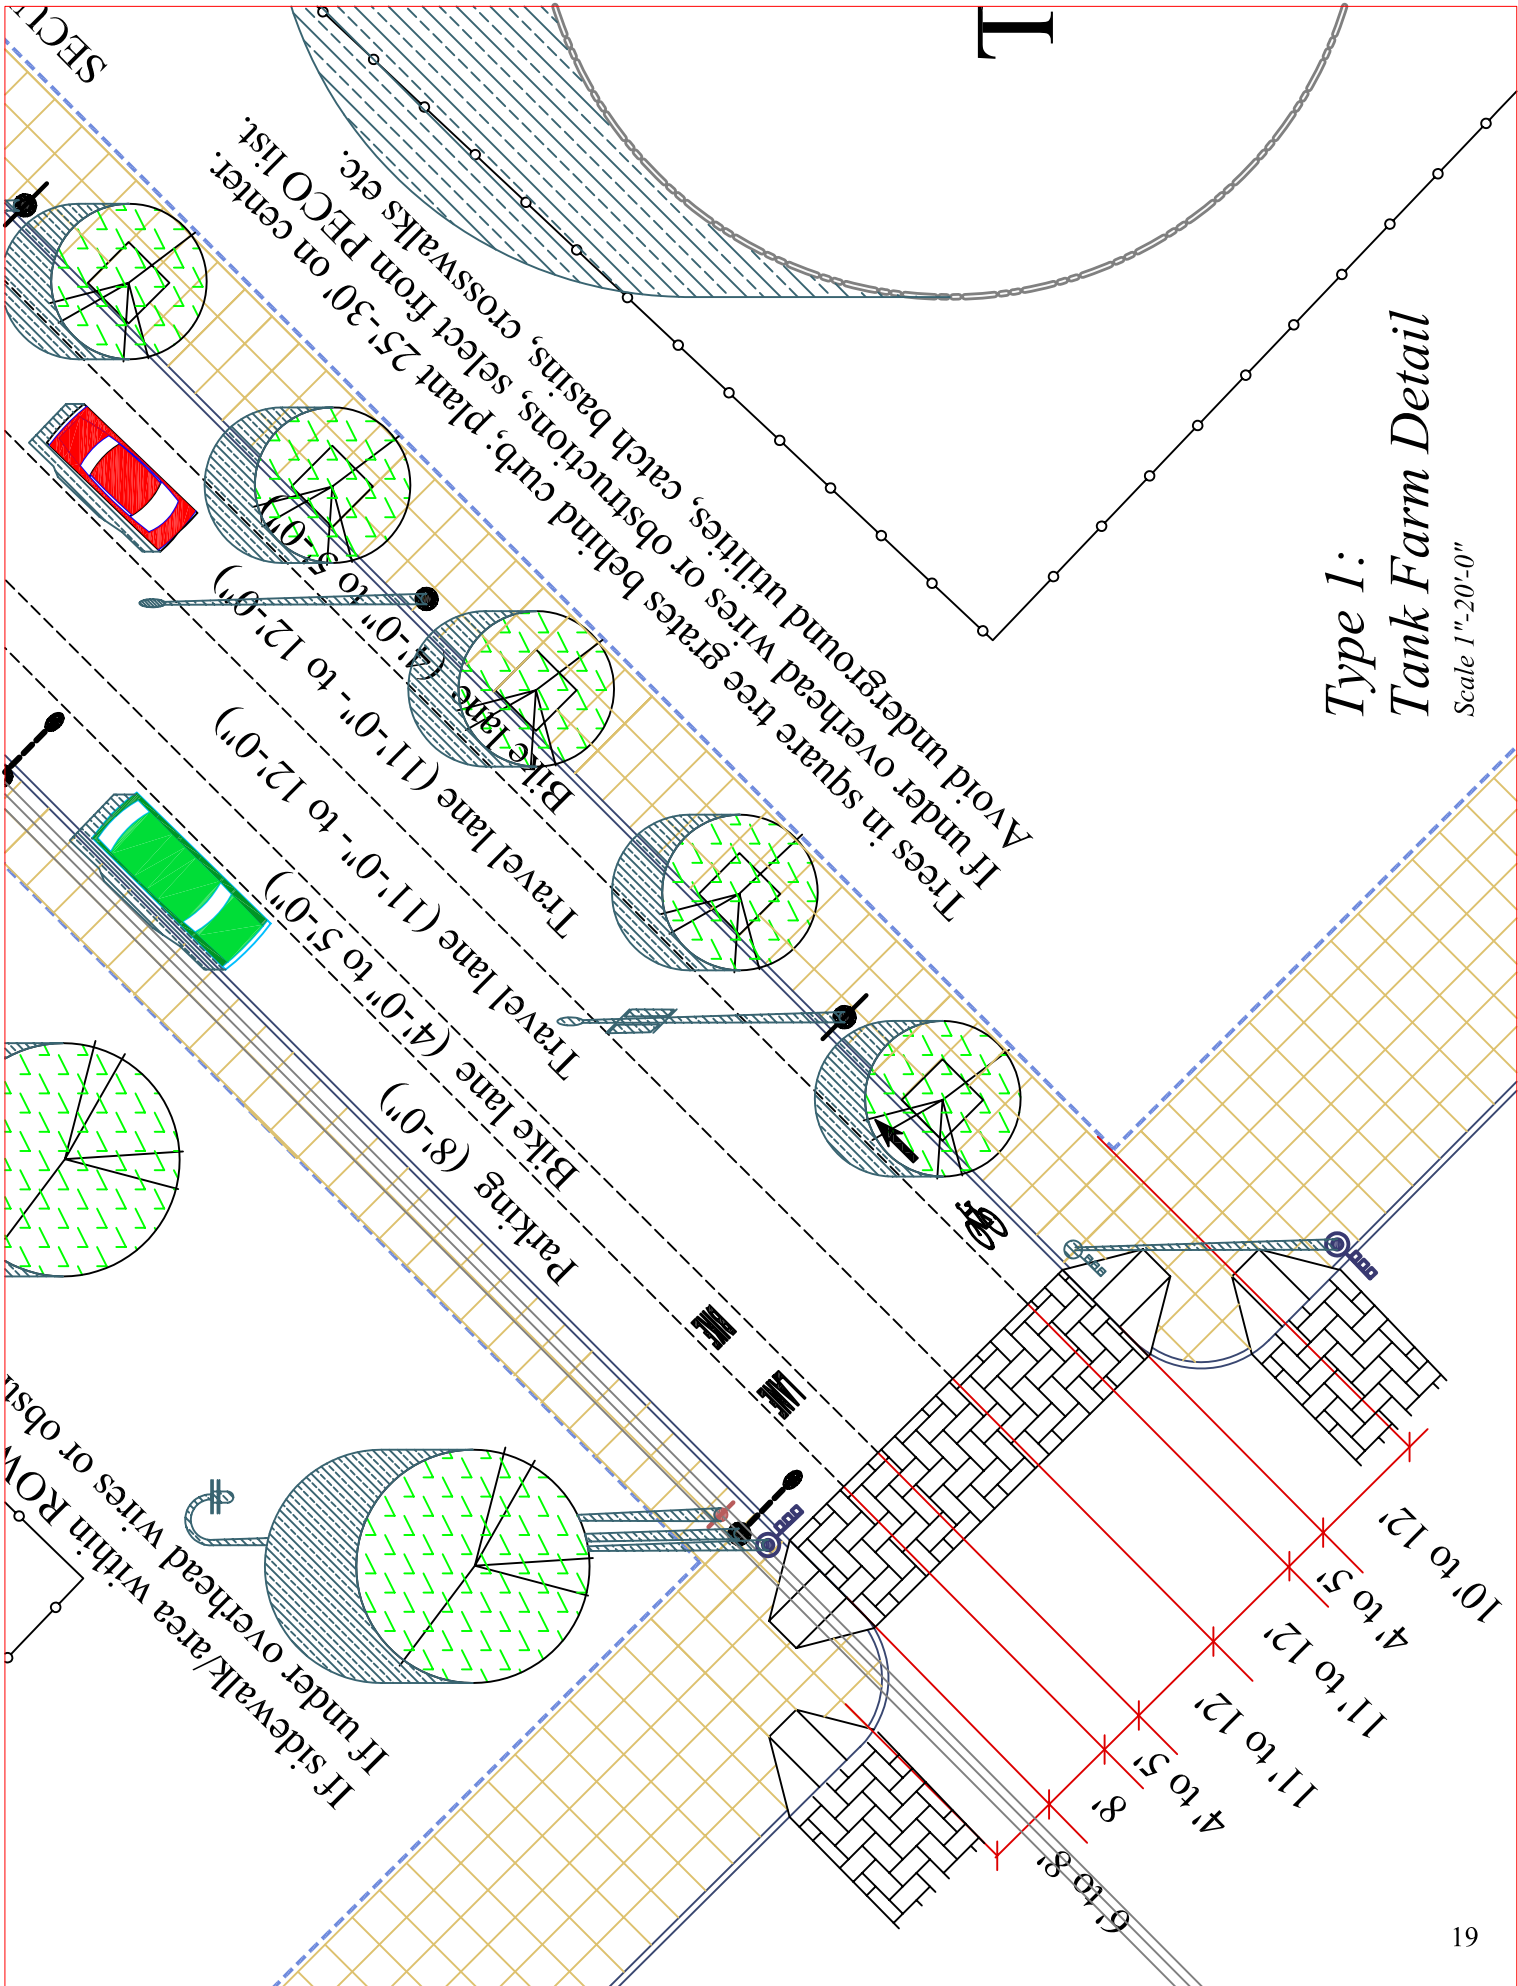 SECU
T
Trees in square tree grates behind curb; plant 25'-30' on center.
If under overhead wires or obstructions, select from PECO list.
Avoid underground utilities, catch basins, crosswalks etc.
Bike lane (4'-0" to 5'-0")
Travel lane (11'-0"- to 12'-0")
Travel lane (11'-0"- to 12'-0")
Bike lane (4'-0" to 5'-0")
Parking (8'-0")
LANE
If sidewalk/area within ROW
If under overhead wires or obstr
Type 1:
Tank Farm Detail
Scale 1"-20'-0"
10' to 12'
4' to 5'
11' to 12'
11' to 12'
4' to 5'
8'
6' to 8'
19